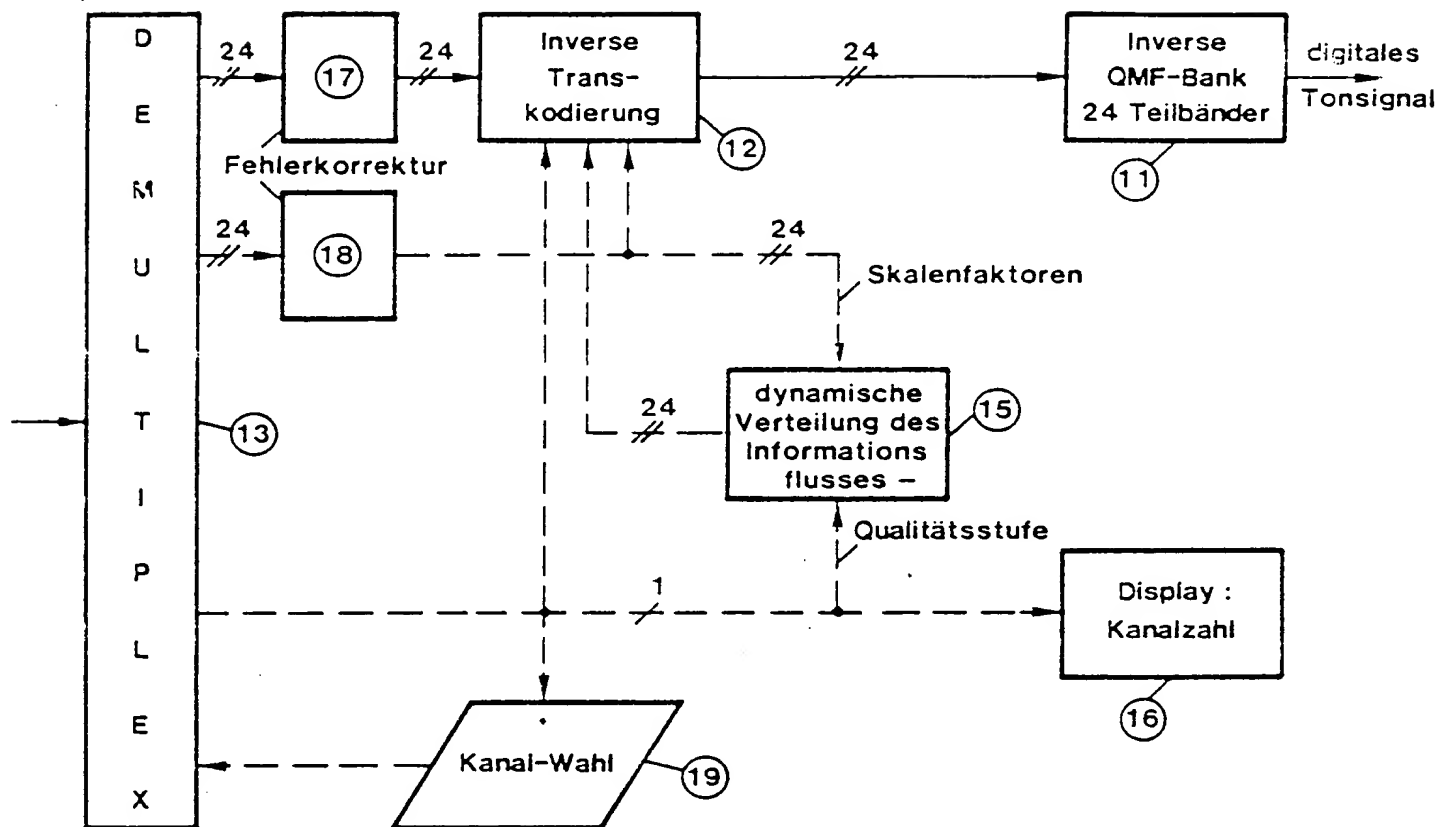 DEMULTIPLEX
24
17
24
Inverse
Trans-
kodierung
12
24
Inverse
QMF-Bank
24 Teilbänder
11
digitales
Tonsignal
Fehlerkorrektur
24
18
24
Skalenfaktoren
13
24
dynamische
Verteilung des
Informations
flusses –
15
Qualitätsstufe
1
Display :
Kanalzahl
16
Kanal-Wahl
19